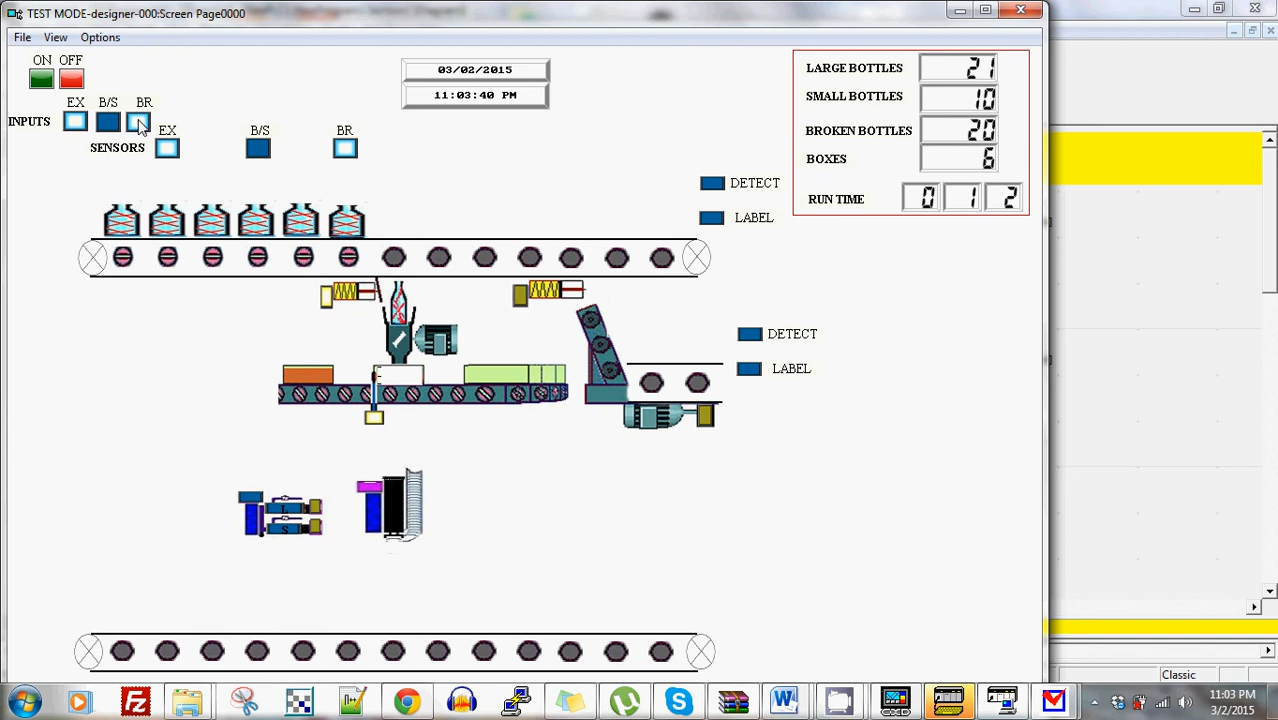 TEST MODE-designer-000:Screen Page0000
File View Options
ON OFF
03/02/2015
11:03:40 PM
EX B/S BR
INPUTS
EX B/S BR
SENSORS
LARGE BOTTLES 21
SMALL BOTTLES 10
BROKEN BOTTLES 20
BOXES 6
RUN TIME 0 1 2
DETECT
LABEL
DETECT
LABEL
L
S
Classic
11:03 PM
3/2/2015